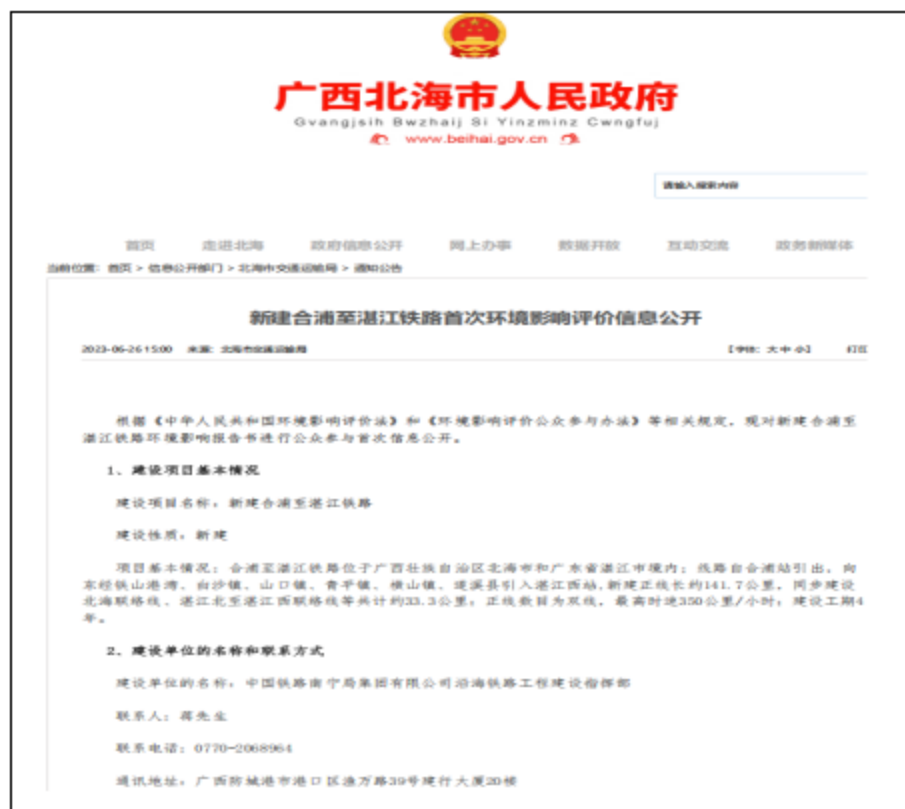 广西北海市人民政府
Gvangjsih Bwzhaij Si Yinzminz Cwngfuj
www.beihai.gov.cn
请输入搜索内容
首页 走进北海 政府信息公开 网上办事 数据开放 互动交流 政务新媒体
当前位置：首页 > 信息公开部门 > 北海市交通运输局 > 通知公告
新建合浦至湛江铁路首次环境影响评价信息公开
2023-06-26 15:00 来源：北海市交通运输局 【字体：大 中 小】 打印
根据《中华人民共和国环境影响评价法》和《环境影响评价公众参与办法》等相关规定，现对新建合浦至
湛江铁路环境影响报告书进行公众参与首次信息公开。
1、建设项目基本情况
建设项目名称：新建合浦至湛江铁路
建设性质：新建
项目基本情况：合浦至湛江铁路位于广西壮族自治区北海市和广东省湛江市境内；线路自合浦站引出，向
东经铁山港湾、白沙镇、山口镇、青平镇、横山镇、遂溪县引入湛江西站，新建正线长约141.7公里，同步建设
北海联络线、湛江北至湛江西联络线等共计约33.3公里；正线数目为双线，最高时速350公里/小时；建设工期4
年。
2、建设单位的名称和联系方式
建设单位的名称：中国铁路南宁局集团有限公司沿海铁路工程建设指挥部
联系人：蒋先生
联系电话：0770-2068964
通讯地址：广西防城港市港口区渔万路39号建行大厦20楼